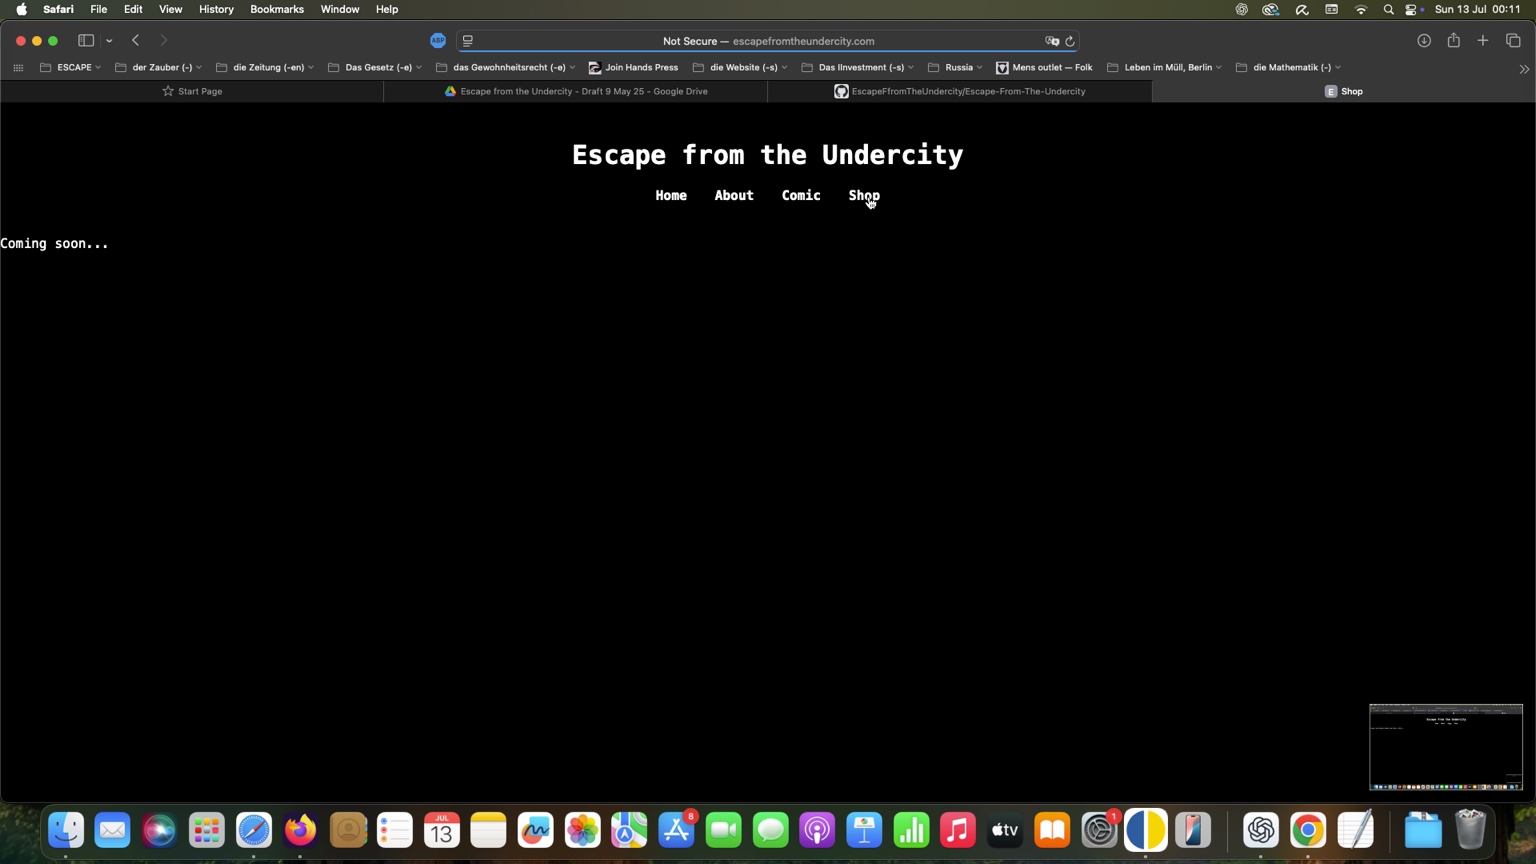 Safari File Edit View History Bookmarks Window Help Sun 13 Jul 00:11
ABP Not Secure — escapefromtheundercity.com
ESCAPE der Zauber (-) die Zeitung (-en) Das Gesetz (-e) das Gewohnheitsrecht (-e) Join Hands Press die Website (-s) Das IInvestment (-s) Russia Mens outlet — Folk Leben im Müll, Berlin die Mathematik (-)
Start Page Escape from the Undercity - Draft 9 May 25 - Google Drive EscapeFfromTheUndercity/Escape-From-The-Undercity E Shop
Escape from the Undercity
Home About Comic Shop
Coming soon...
8 1
JUL
13 tv